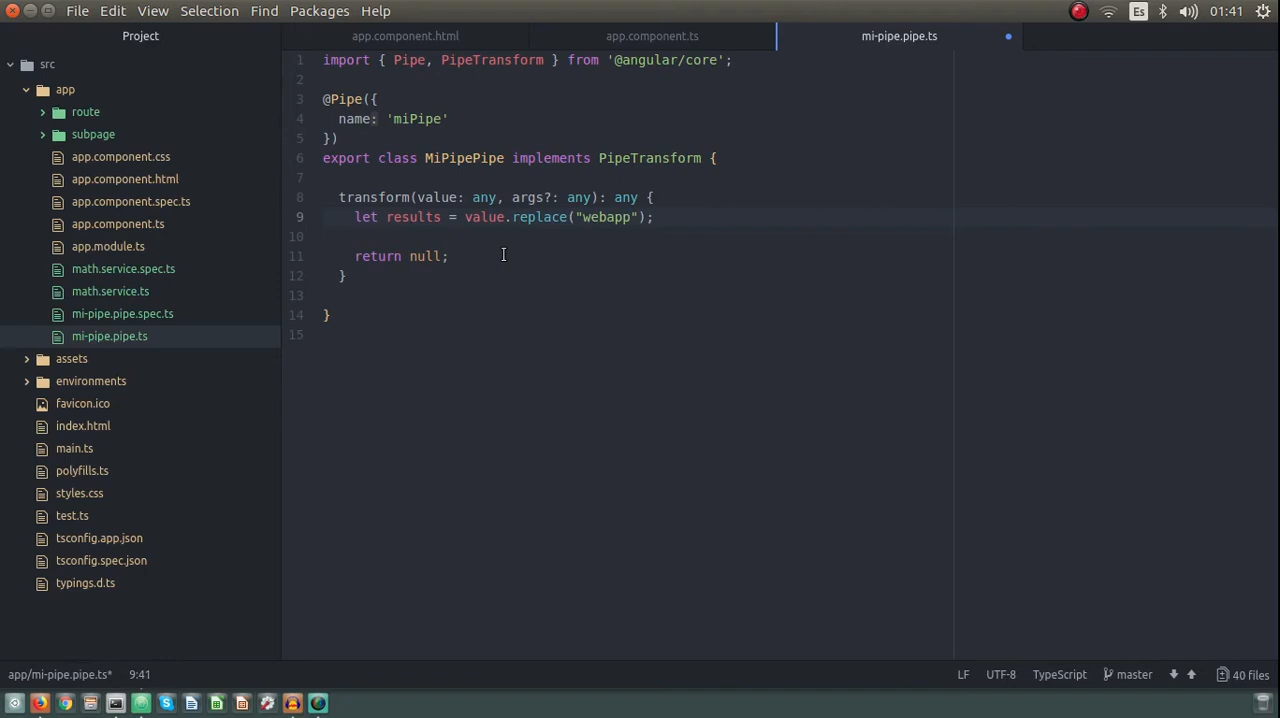 File Edit View Selection Find Packages Help
Es
01:41
Project
app.component.html
app.component.ts
mi-pipe.pipe.ts
src
app
route
subpage
app.component.css
app.component.html
app.component.spec.ts
app.component.ts
app.module.ts
math.service.spec.ts
math.service.ts
mi-pipe.pipe.spec.ts
mi-pipe.pipe.ts
assets
environments
favicon.ico
index.html
main.ts
polyfills.ts
styles.css
test.ts
tsconfig.app.json
tsconfig.spec.json
typings.d.ts
1 import { Pipe, PipeTransform } from '@angular/core';
2
3 @Pipe({
4 name: 'miPipe'
5 })
6 export class MiPipePipe implements PipeTransform {
7
8 transform(value: any, args?: any): any {
9 let results = value.replace("webapp");
10
11 return null;
12 }
13
14 }
15
app/mi-pipe.pipe.ts* 9:41
LF UTF-8 TypeScript master 40 files